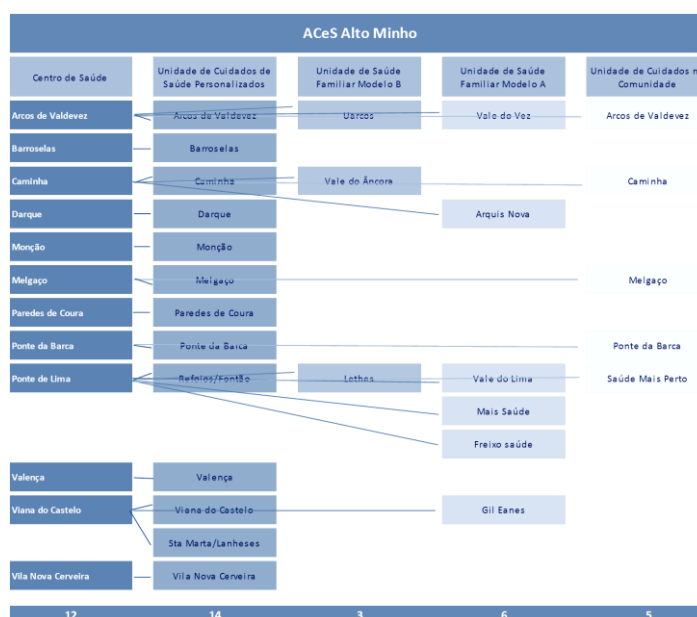 ACeS Alto Minho
Centro de Saúde
Unidade de Cuidados de
Saúde Personalizados
Unidade de Saúde
Familiar Modelo B
Unidade de Saúde
Familiar Modelo A
Unidade de Cuidados n
Comunidade
Arcos de Valdevez Arcos de Valdevez Uarcos Vale do Vez Arcos de Valdevez
Barroselas Barroselas
Caminha Caminha Vale do Âncora Caminha
Darque Darque Arquis Nova
Monção Monção
Melgaço Melgaço Melgaço
Paredes de Coura Paredes de Coura
Ponte da Barca Ponte da Barca Ponte da Barca
Ponte de Lima Refoios/Fontão Lethes Vale do Lima Saúde Mais Perto
Mais Saúde
Freixo saúde
Valença Valença
Viana do Castelo Viana do Castelo Gil Eanes
Sta Marta/Lanheses
Vila Nova Cerveira Vila Nova Cerveira
12 14 3 6 5